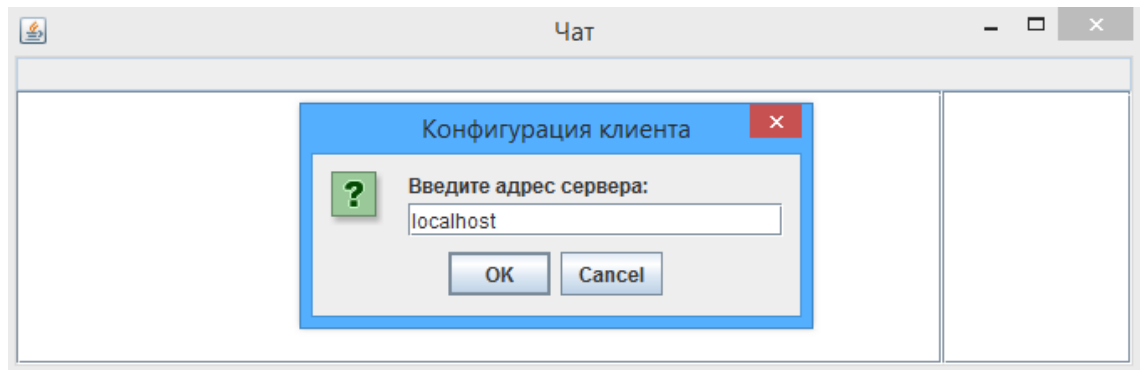 Чат
Конфигурация клиента
Введите адрес сервера:
localhost
OK
Cancel